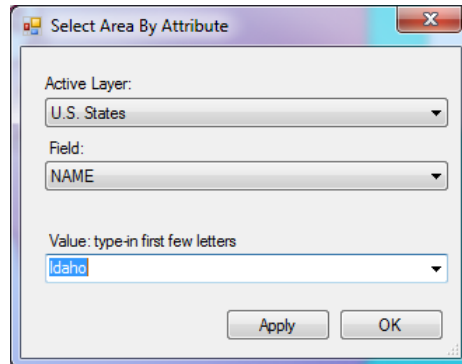 Select Area By Attribute
Active Layer:
U.S. States
Field:
NAME
Value: type-in first few letters
Idaho
Apply OK